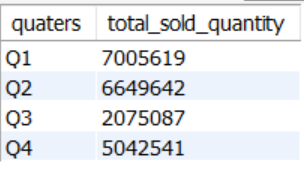 quaters total_sold_quantity
Q1 7005619
Q2 6649642
Q3 2075087
Q4 5042541